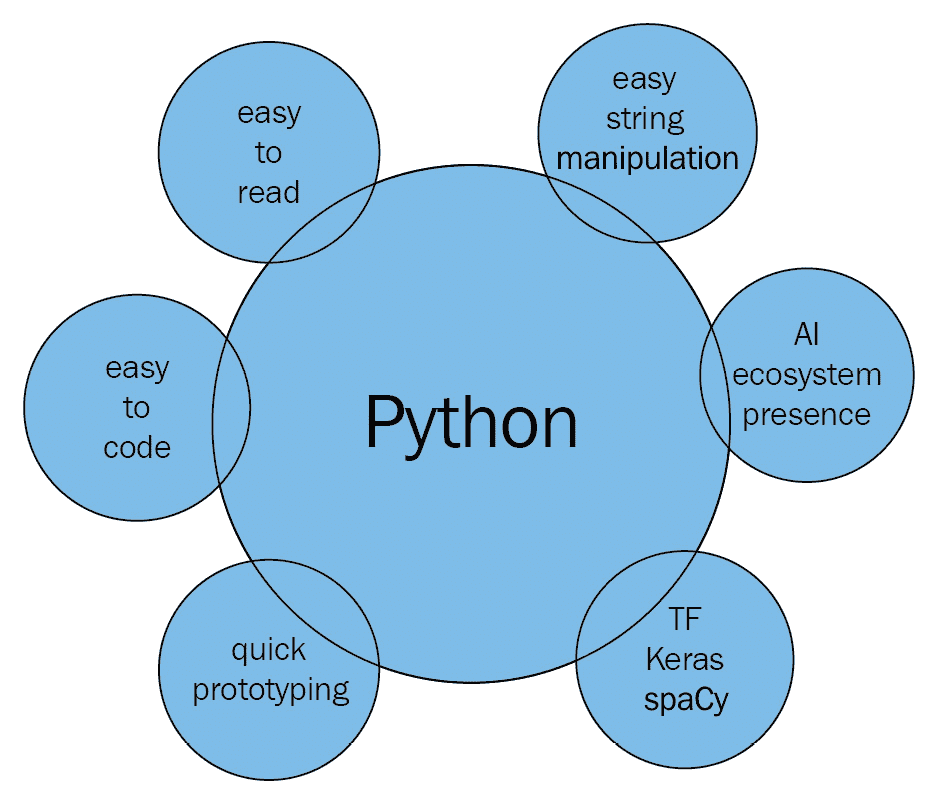 easy
to
read
easy
string
manipulation
easy
to
code
Python
AI
ecosystem
presence
quick
prototyping
TF
Keras
spaCy